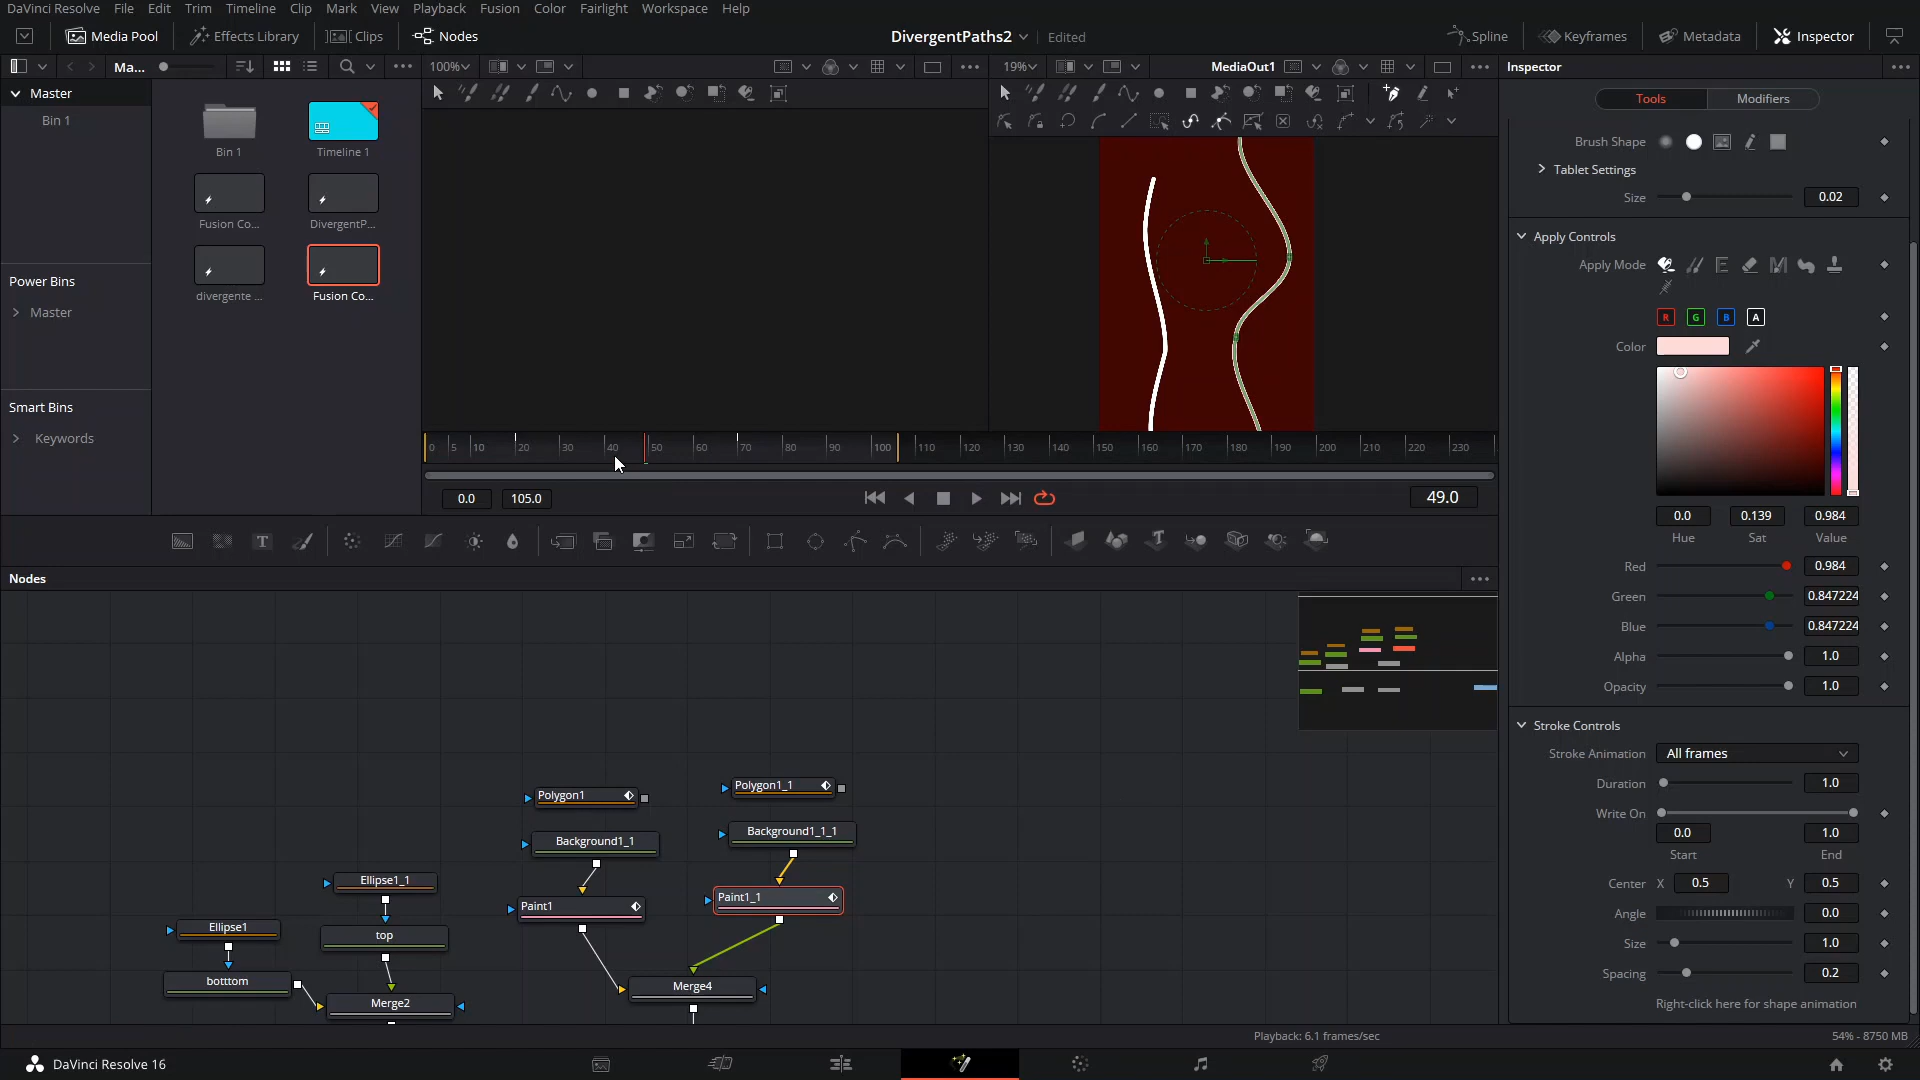 DaVinci Resolve File Edit Trim Timeline Clip Mark View Playback Fusion Color Fairlight Workspace Help
Media Pool Effects Library Clips Nodes DivergentPaths2 Edited Spline Keyframes Metadata Inspector
Ma... 100% 19% MediaOut1 Inspector
Master
Bin 1
Bin 1 Timeline 1
Fusion Co... DivergentP...
divergente ... Fusion Co...
Power Bins
Master
Smart Bins
Keywords
0 5 10 20 30 40 50 60 70 80 90 100 110 120 130 140 150 160 170 180 190 200 210 220 230
0.0 105.0 49.0
T
Nodes
Polygon1
Polygon1_1
Background1_1
Background1_1_1
Ellipse1_1
Paint1
Paint1_1
Ellipse1
top
botttom
Merge2
Merge4
Tools Modifiers
Brush Shape
Tablet Settings
Size 0.02
Apply Controls
Apply Mode
R G B A
Color
0.0 0.139 0.984
Hue Sat Value
Red 0.984
Green 0.847224
Blue 0.847224
Alpha 1.0
Opacity 1.0
Stroke Controls
Stroke Animation All frames
Duration 1.0
Write On
0.0 1.0
Start End
Center X 0.5 Y 0.5
Angle 0.0
Size 1.0
Spacing 0.2
Right-click here for shape animation
Playback: 6.1 frames/sec 54% - 8750 MB
DaVinci Resolve 16